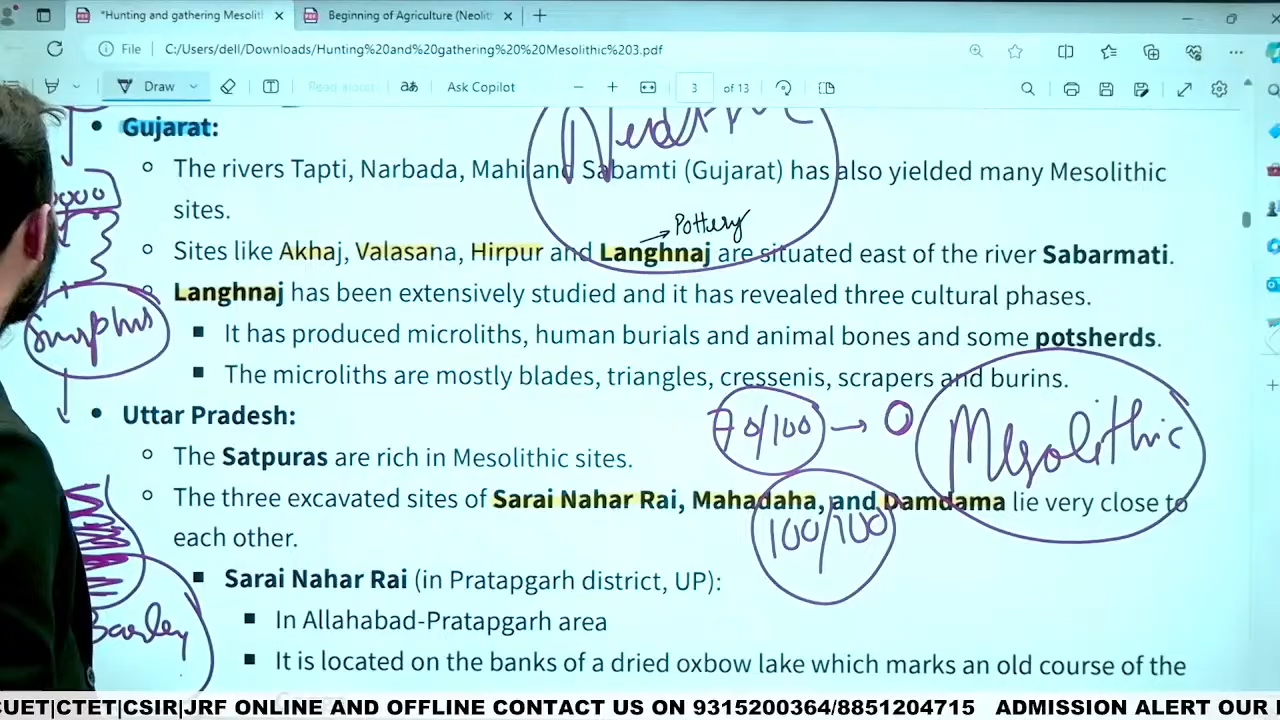 "Hunting and gathering Mesolit
Beginning of Agriculture (Neolit
File
C:/Users/dell/Downloads/Hunting%20and%20gathering%20%20Mesolithic%203.pdf
Draw
Read aloud
Ask Copilot
3 of 13
• Gujarat:
The rivers Tapti, Narbada, Mahi and Sabamti (Gujarat) has also yielded many Mesolithic
sites.
Pottery
Sites like Akhaj, Valasana, Hirpur and Langhnaj are situated east of the river Sabarmati.
Langhnaj has been extensively studied and it has revealed three cultural phases.
Surplus
It has produced microliths, human burials and animal bones and some potsherds.
The microliths are mostly blades, triangles, cressenis, scrapers and burins.
• Uttar Pradesh:
70/100 → 0
Mesolithic
The Satpuras are rich in Mesolithic sites.
The three excavated sites of Sarai Nahar Rai, Mahadaha, and Damdama lie very close to
each other.
100/100
Sarai Nahar Rai (in Pratapgarh district, UP):
In Allahabad-Pratapgarh area
Barley
It is located on the banks of a dried oxbow lake which marks an old course of the
CUET|CTET|CSIR|JRF ONLINE AND OFFLINE CONTACT US ON 9315200364/8851204715 ADMISSION ALERT OUR